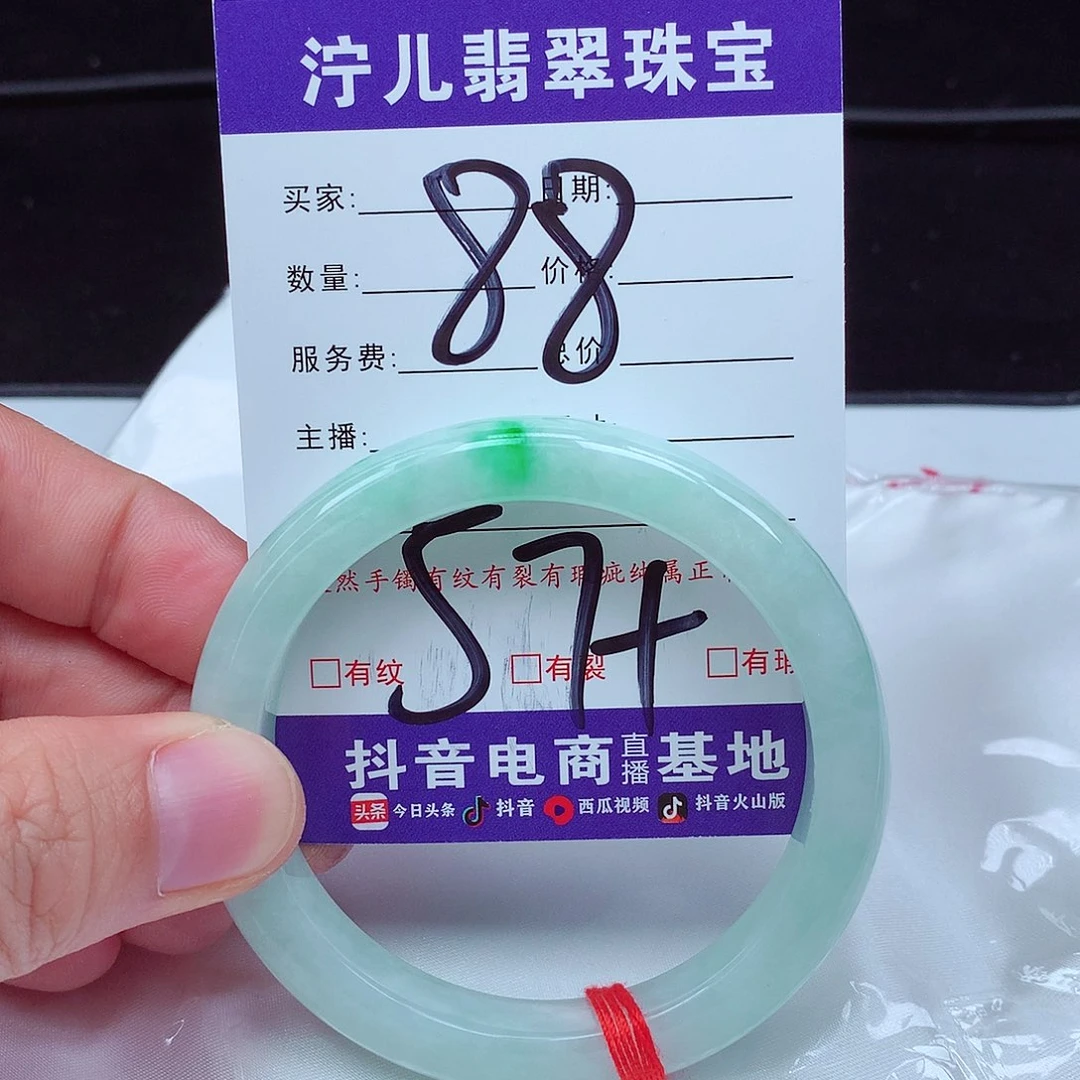 泞儿翡翠珠宝
买家: 日期:
88
数量: 价格:
服务费: 总价
主播:
574
然手镯有纹有裂有瑕疵纯属正
□有纹 □有裂 □有瑕
抖音电商直播基地
头条 今日头条 抖音 西瓜视频 抖音火山版